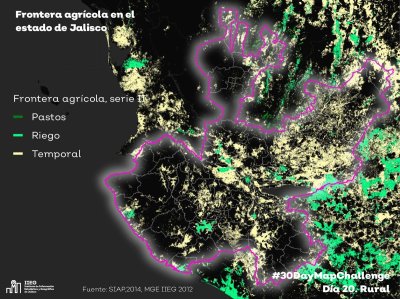 Frontera agrícola en el
estado de Jalisco
Frontera agrícola, serie II
Pastos
Riego
Temporal
#30DayMapChallenge
Día 20. Rural
IIEG
Fuente: SIAP,2014, MGE IIEG 2012